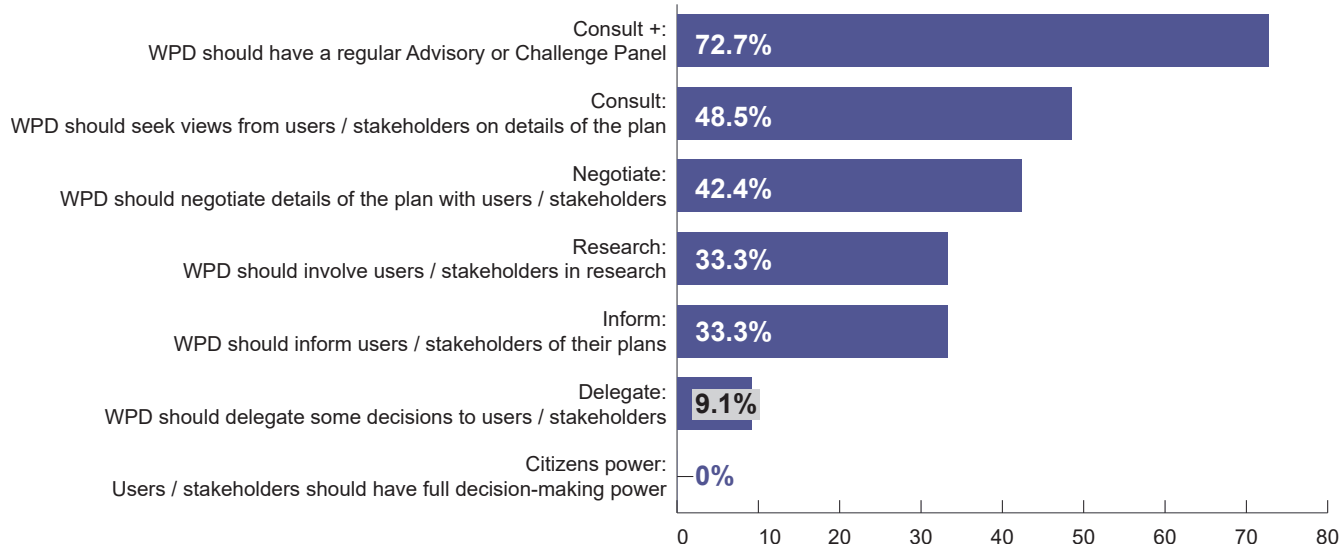 Consult +:
WPD should have a regular Advisory or Challenge Panel
72.7%
Consult:
WPD should seek views from users / stakeholders on details of the plan
48.5%
Negotiate:
WPD should negotiate details of the plan with users / stakeholders
42.4%
Research:
WPD should involve users / stakeholders in research
33.3%
Inform:
WPD should inform users / stakeholders of their plans
33.3%
Delegate:
WPD should delegate some decisions to users / stakeholders
9.1%
Citizens power:
Users / stakeholders should have full decision-making power
0%
0 10 20 30 40 50 60 70 80